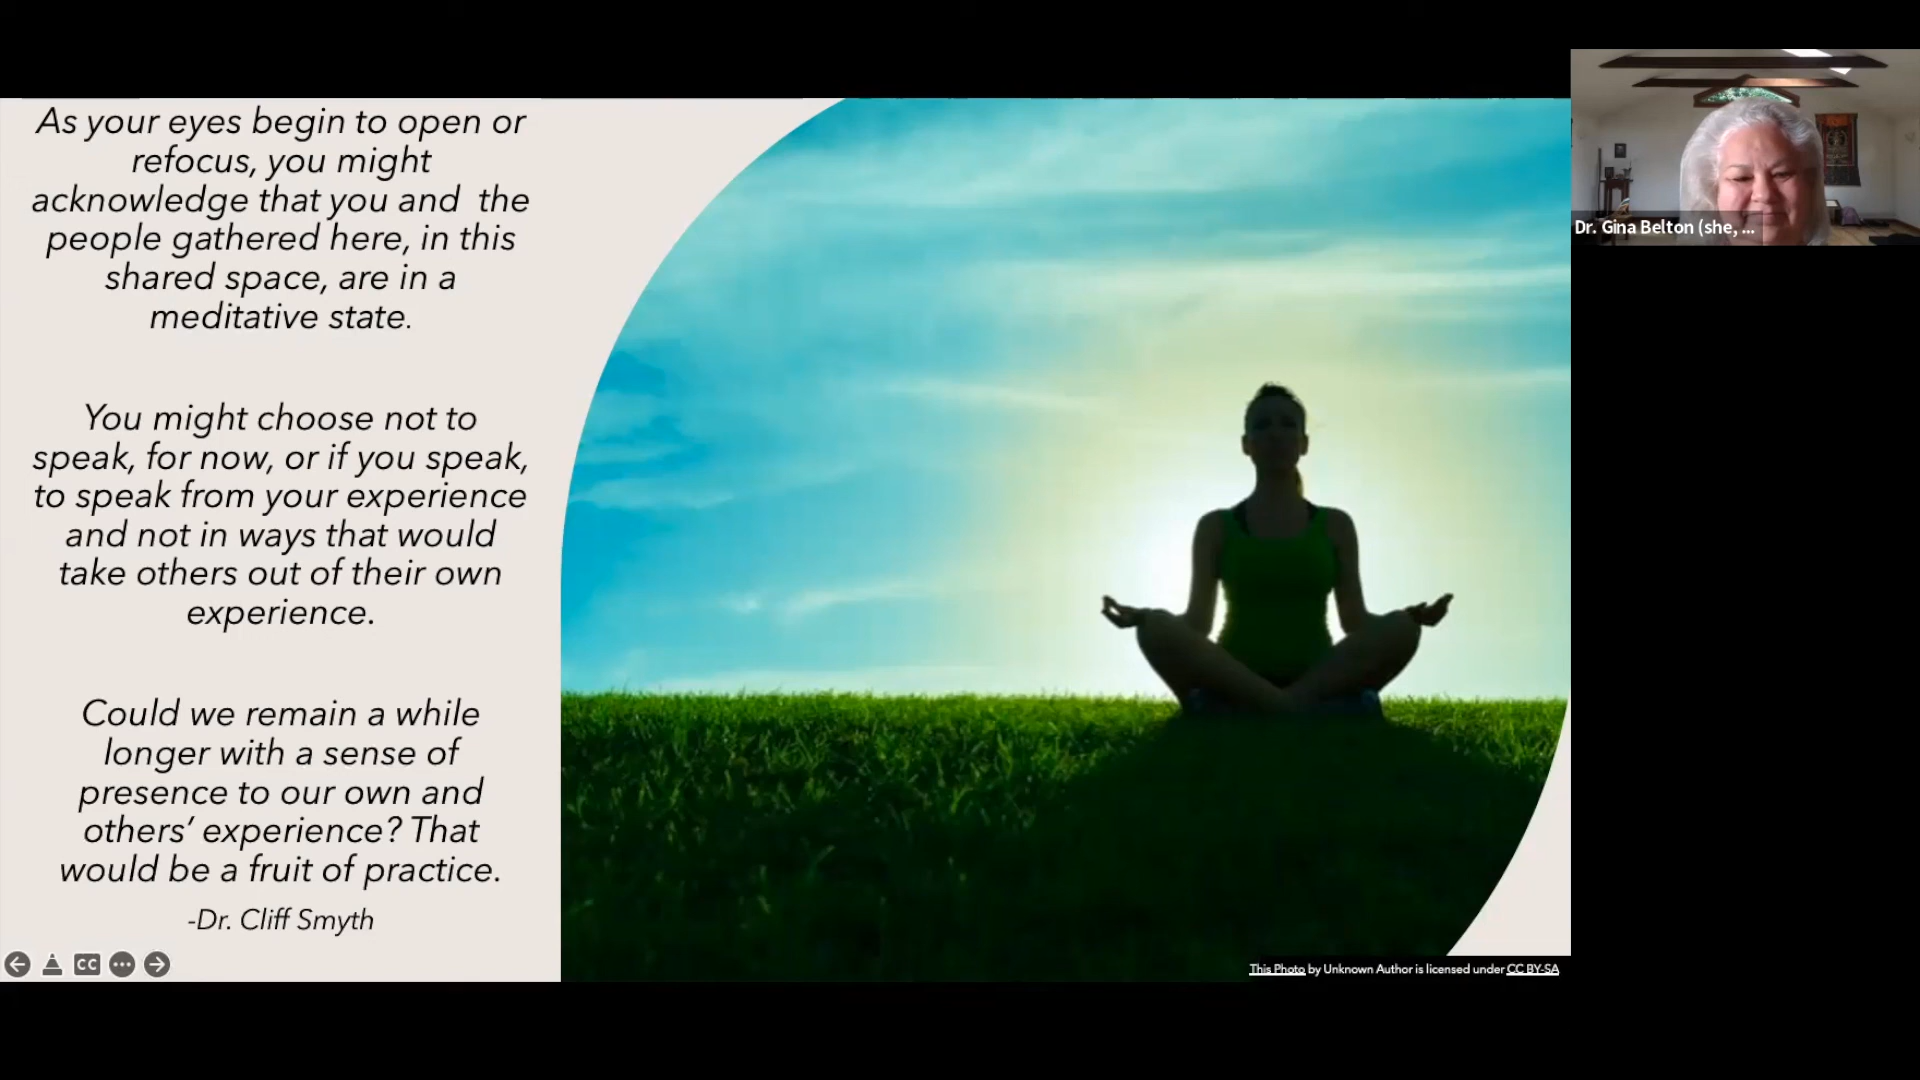 As your eyes begin to open or
refocus, you might
acknowledge that you and  the
people gathered here, in this
shared space, are in a
meditative state.
You might choose not to
speak, for now, or if you speak,
to speak from your experience
and not in ways that would
take others out of their own
experience.
Could we remain a while
longer with a sense of
presence to our own and
others’ experience? That
would be a fruit of practice.
-Dr. Cliff Smyth
CC
This Photo by Unknown Author is licensed under CC BY-SA
Dr. Gina Belton (she, ...